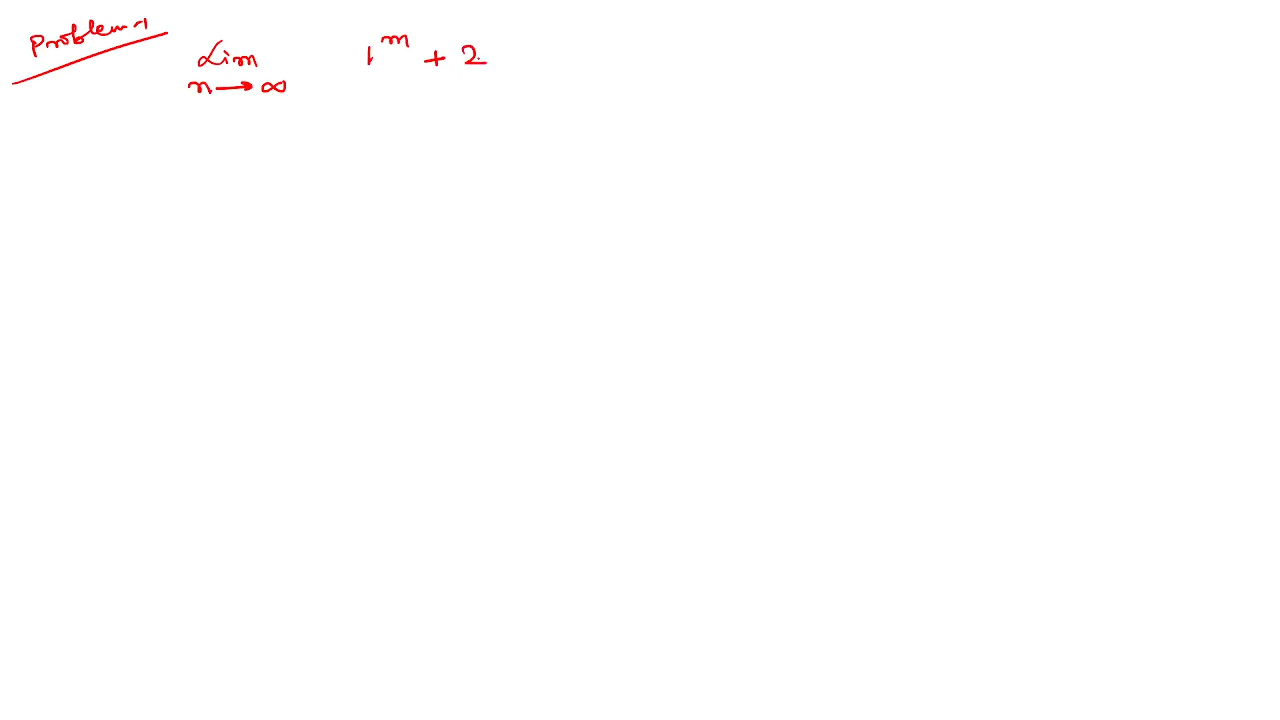 Problem-1
Lim 1^m + 2
n→∞